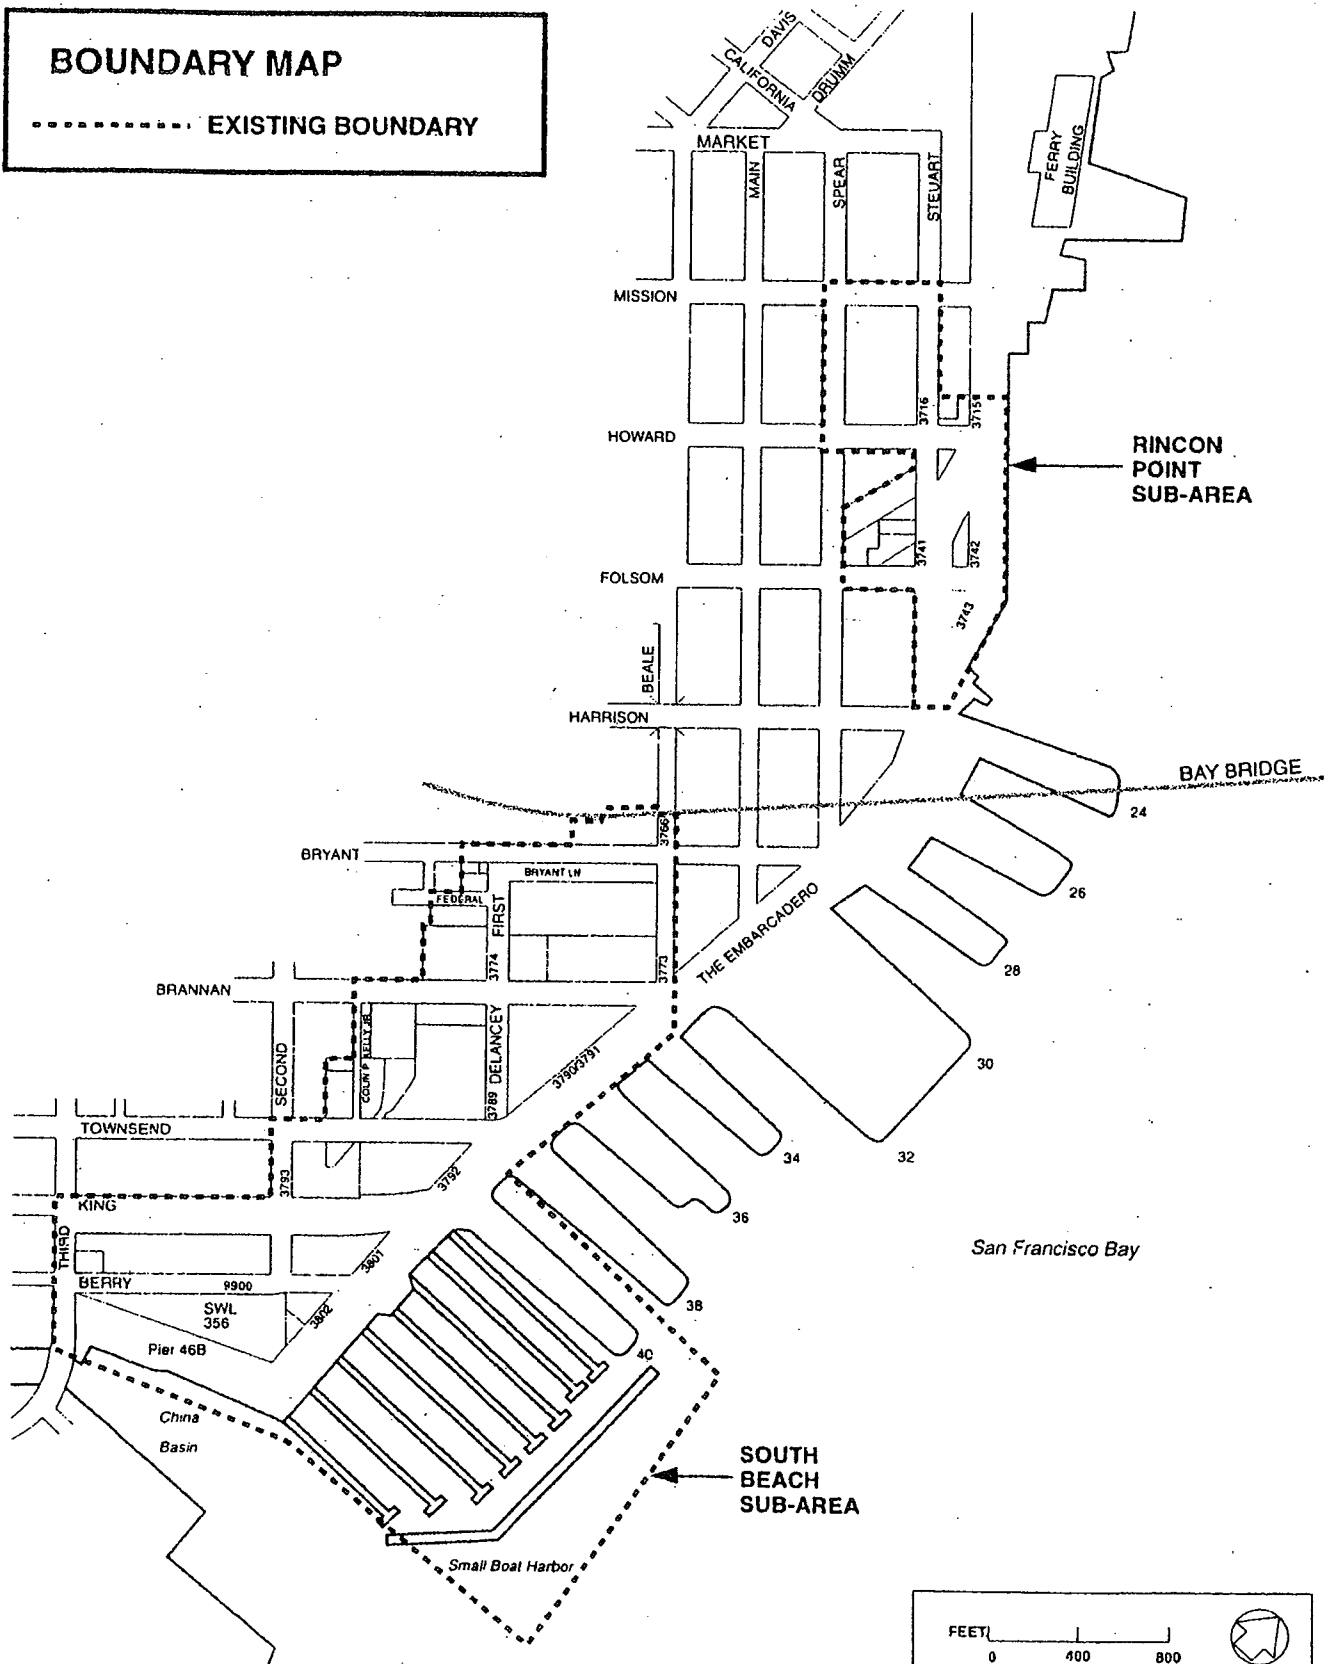 BOUNDARY MAP
EXISTING BOUNDARY
DAVIS
CALIFORNIA
DRUMM
MARKET
MAIN
SPEAR
STEUART
FERRY
BUILDING
MISSION
HOWARD
3716
3715
RINCON
POINT
SUB-AREA
3741
3742
FOLSOM
3743
BEALE
HARRISON
BAY BRIDGE
24
3766
BRYANT
BRYANT LN
FEDERAL
FIRST
26
THE EMBARCADERO
28
3774
3773
BRANNAN
SECOND
COLIN P KELLY JR
DELANCEY
3790/3791
30
3789
TOWNSEND
34
32
3793
3792
KING
36
THIRD
San Francisco Bay
3801
BERRY
9900
SWL
356
3802
38
Pier 46B
40
China
Basin
SOUTH
BEACH
SUB-AREA
Small Boat Harbor
FEET
0 400 800